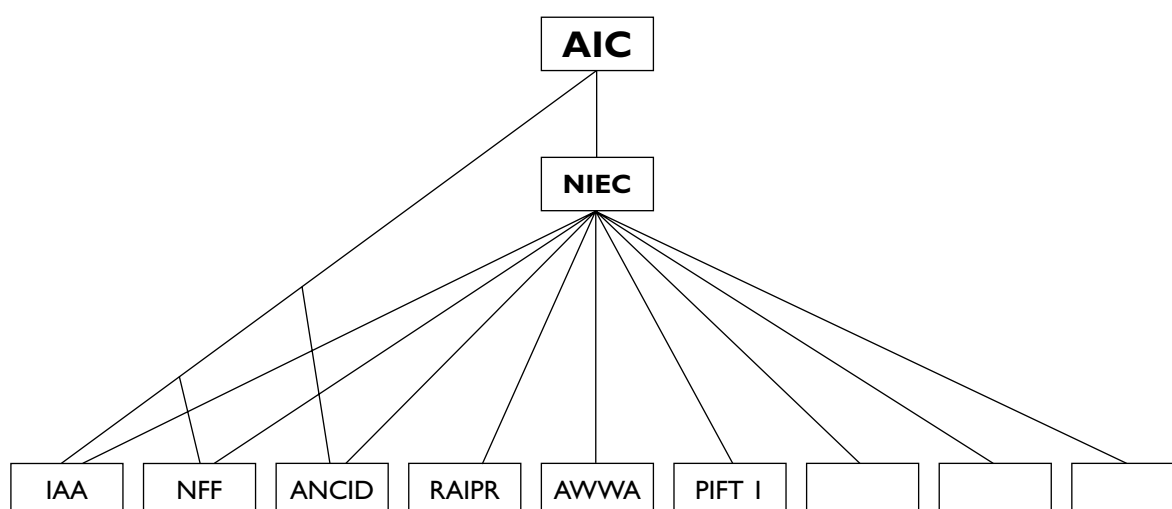 AIC
NIEC
IAA
NFF
ANCID
RAIPR
AWWA
PIFT I